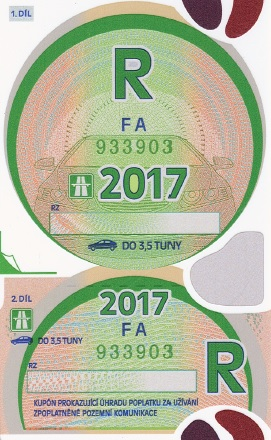 1. DÍL
R
FA
933903
2017
RZ
DO 3,5 TUNY
2. DÍL
2017
FA
DO 3,5 TUNY
933903
RZ
R
KUPÓN PROKAZUJÍCÍ ÚHRADU POPLATKU ZA UŽÍVÁNÍ
ZPOPLATNĚNÉ POZEMNÍ KOMUNIKACE